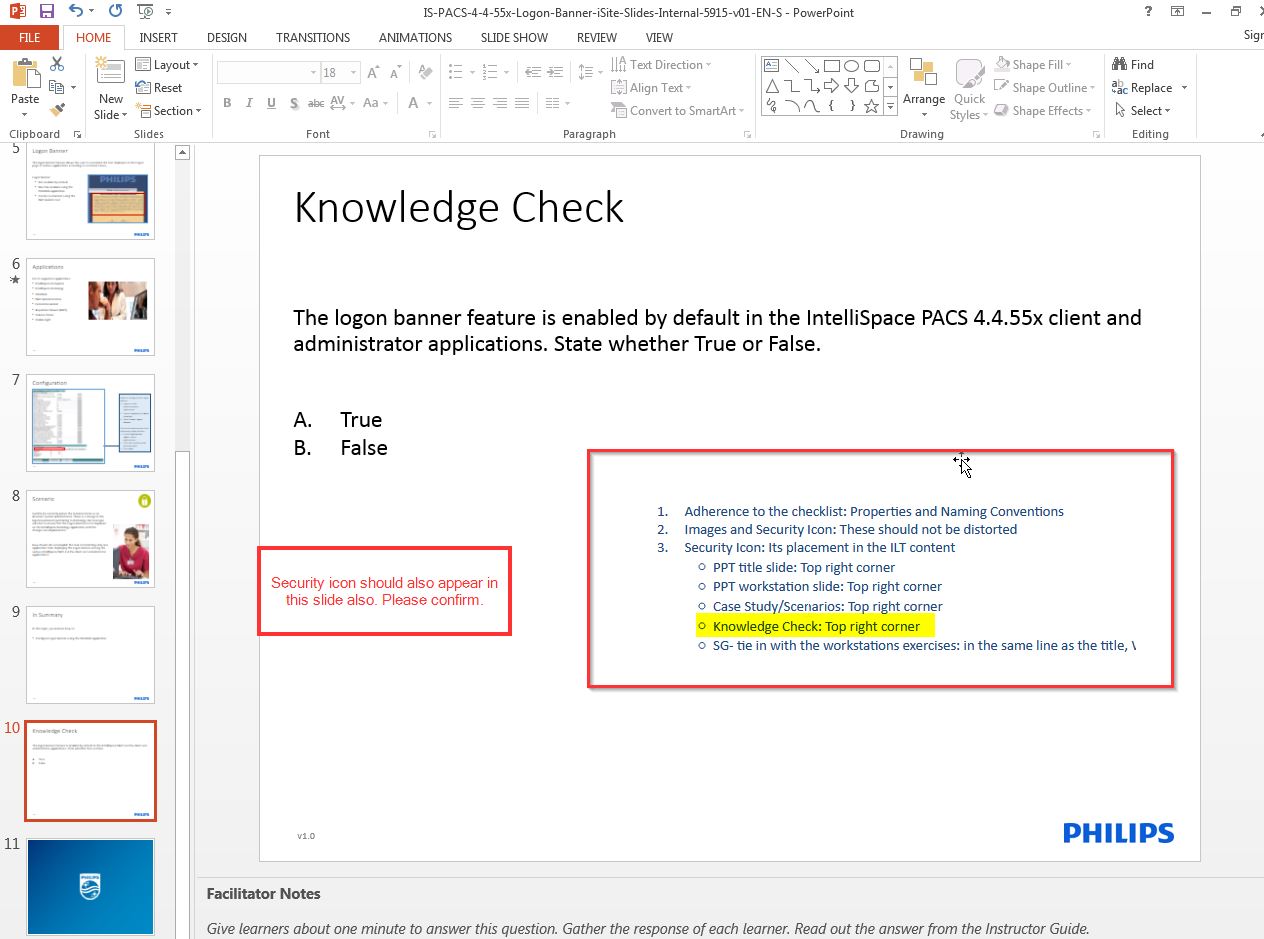 IS-PACS-4-4-55x-Logon-Banner-iSite-Slides-Internal-5915-v01-EN-S - PowerPoint
FILE
HOME
INSERT
DESIGN
TRANSITIONS
ANIMATIONS
SLIDE SHOW
REVIEW
VIEW
Sign
Paste
New
Slide
Layout
Reset
Section
18
B I U S abc AV Aa A
Text Direction
Align Text
Convert to SmartArt
Arrange
Quick
Styles
Shape Fill
Shape Outline
Shape Effects
Find
Replace
Select
Clipboard
Slides
Font
Paragraph
Drawing
Editing
5
Logon Banner
PHILIPS
6
Applications
PHILIPS
7
Configuration
PHILIPS
8
Scenario
PHILIPS
9
In Summary
PHILIPS
10
Knowledge Check
PHILIPS
11
PHILIPS
Knowledge Check
The logon banner feature is enabled by default in the IntelliSpace PACS 4.4.55x client and
administrator applications. State whether True or False.
A. True
B. False
Security icon should also appear in
this slide also. Please confirm.
1. Adherence to the checklist: Properties and Naming Conventions
2. Images and Security Icon: These should not be distorted
3. Security Icon: Its placement in the ILT content
○ PPT title slide: Top right corner
○ PPT workstation slide: Top right corner
○ Case Study/Scenarios: Top right corner
○ Knowledge Check: Top right corner
○ SG- tie in with the workstations exercises: in the same line as the title, \
v1.0
PHILIPS
Facilitator Notes
Give learners about one minute to answer this question. Gather the response of each learner. Read out the answer from the Instructor Guide.